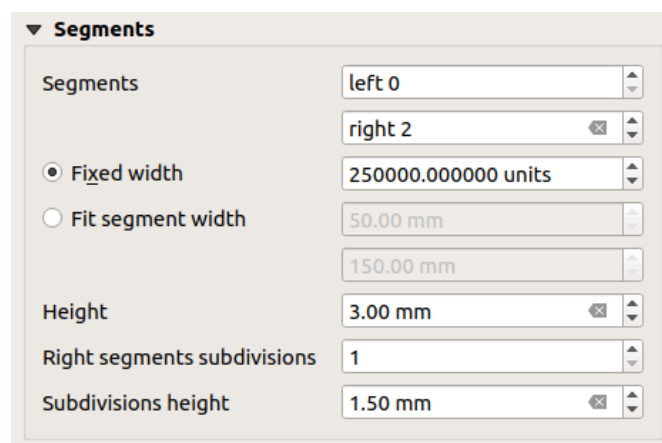 Segments
Segments left 0
right 2
Fixed width 250000.000000 units
Fit segment width 50.00 mm
150.00 mm
Height 3.00 mm
Right segments subdivisions 1
Subdivisions height 1.50 mm